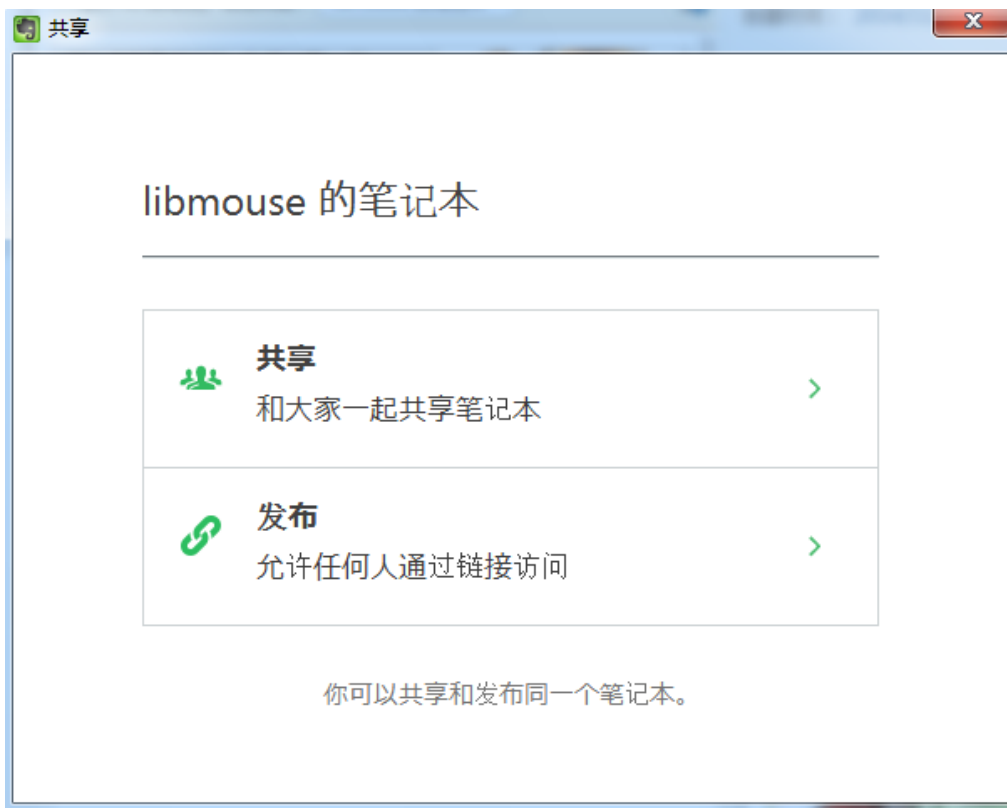 共享
libmouse 的笔记本
共享
和大家一起共享笔记本
发布
允许任何人通过链接访问
你可以共享和发布同一个笔记本。